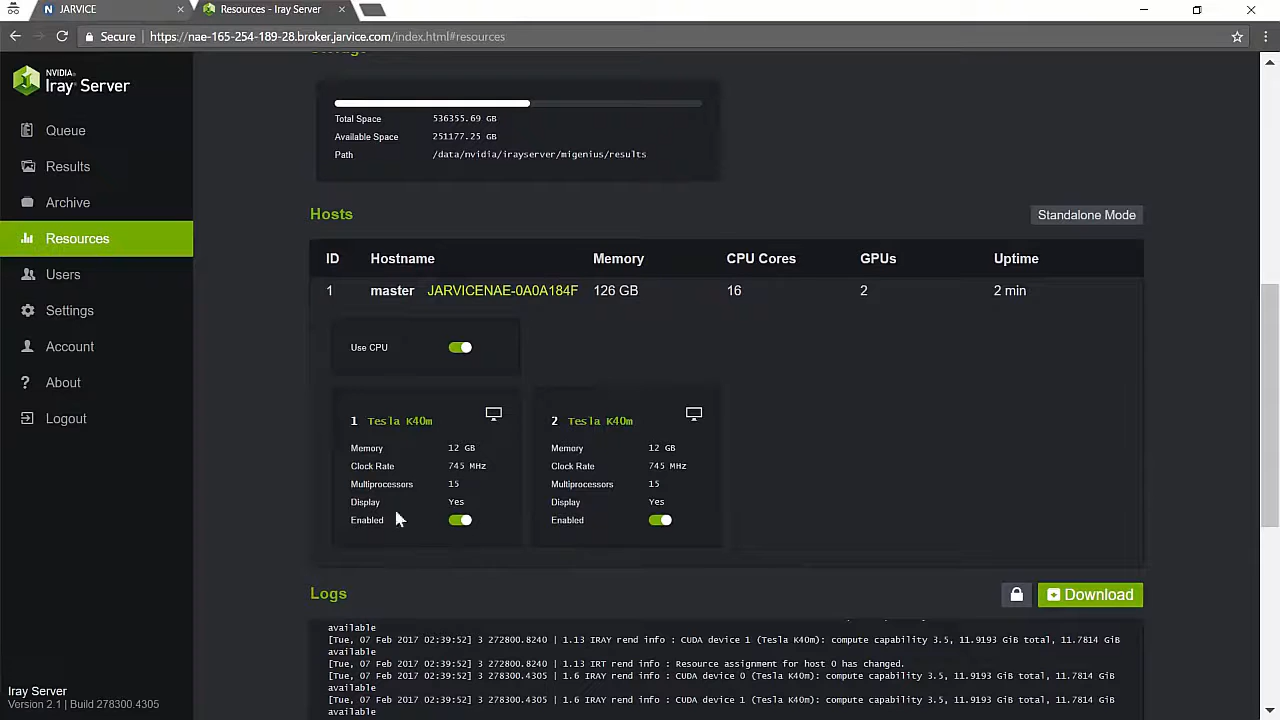 JARVICE
Resources - Iray Server
Secure https://nae-165-254-189-28.broker.jarvice.com/index.html#resources
NVIDIA
Iray Server
Queue
Results
Archive
Resources
Users
Settings
Account
? About
Logout
Iray Server
Version 2.1 | Build 278300.4305
Storage
Total Space 536355.69 GB
Available Space 251177.25 GB
Path /data/nvidia/irayserver/migenius/results
Hosts
Standalone Mode
ID Hostname Memory CPU Cores GPUs Uptime
1 master JARVICENAE-0A0A184F 126 GB 16 2 2 min
Use CPU
1 Tesla K40m
Memory 12 GB
Clock Rate 745 MHz
Multiprocessors 15
Display Yes
Enabled
2 Tesla K40m
Memory 12 GB
Clock Rate 745 MHz
Multiprocessors 15
Display Yes
Enabled
Logs
Download
available
[Tue, 07 Feb 2017 02:39:52] 3 272800.8240 | 1.13 IRAY rend info : CUDA device 1 (Tesla K40m): compute capability 3.5, 11.9193 GiB total, 11.7814 GiB
available
[Tue, 07 Feb 2017 02:39:52] 3 272800.8240 | 1.13 IRT rend info : Resource assignment for host 0 has changed.
[Tue, 07 Feb 2017 02:39:52] 3 272800.4305 | 1.6 IRAY rend info : CUDA device 0 (Tesla K40m): compute capability 3.5, 11.9193 GiB total, 11.7814 GiB
available
[Tue, 07 Feb 2017 02:39:52] 3 278300.4305 | 1.6 IRAY rend info : CUDA device 1 (Tesla K40m): compute capability 3.5, 11.9193 GiB total, 11.7814 GiB
available